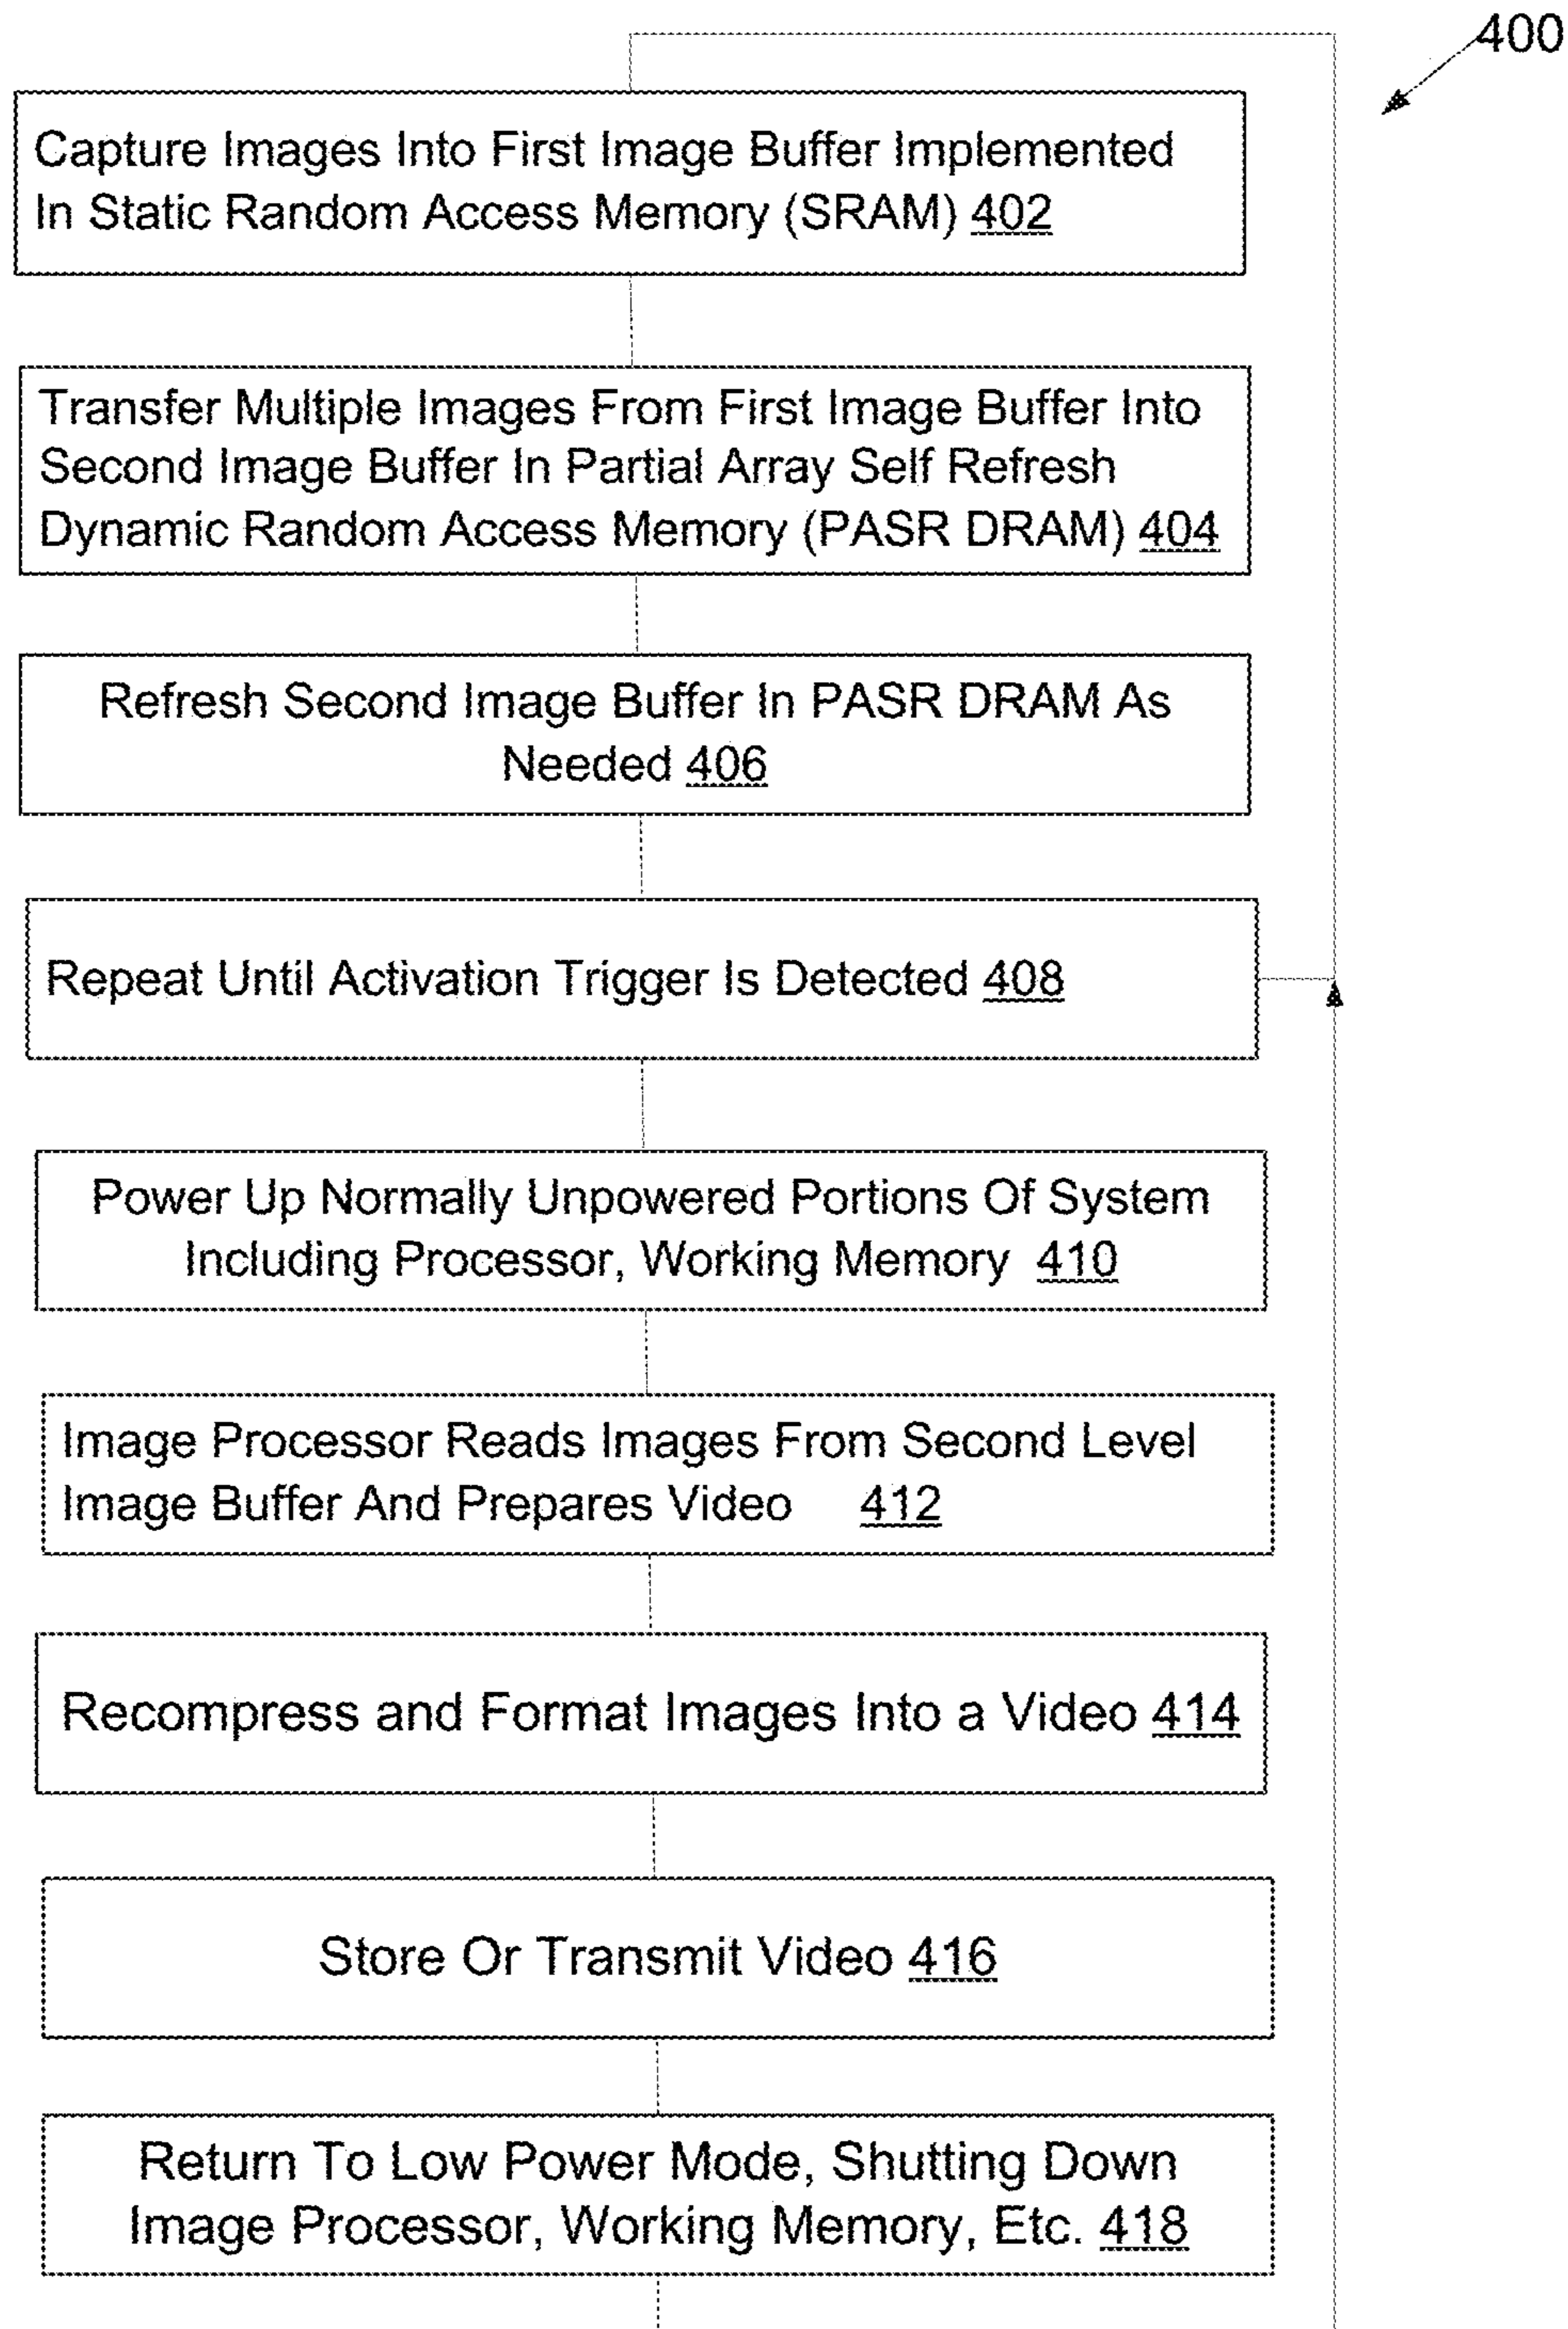 400
Capture Images Into First Image Buffer Implemented
In Static Random Access Memory (SRAM) 402
Transfer Multiple Images From First Image Buffer Into
Second Image Buffer In Partial Array Self Refresh
Dynamic Random Access Memory (PASR DRAM) 404
Refresh Second Image Buffer In PASR DRAM As
Needed 406
Repeat Until Activation Trigger Is Detected 408
Power Up Normally Unpowered Portions Of System
Including Processor, Working Memory 410
Image Processor Reads Images From Second Level
Image Buffer And Prepares Video 412
Recompress and Format Images Into a Video 414
Store Or Transmit Video 416
Return To Low Power Mode, Shutting Down
Image Processor, Working Memory, Etc. 418